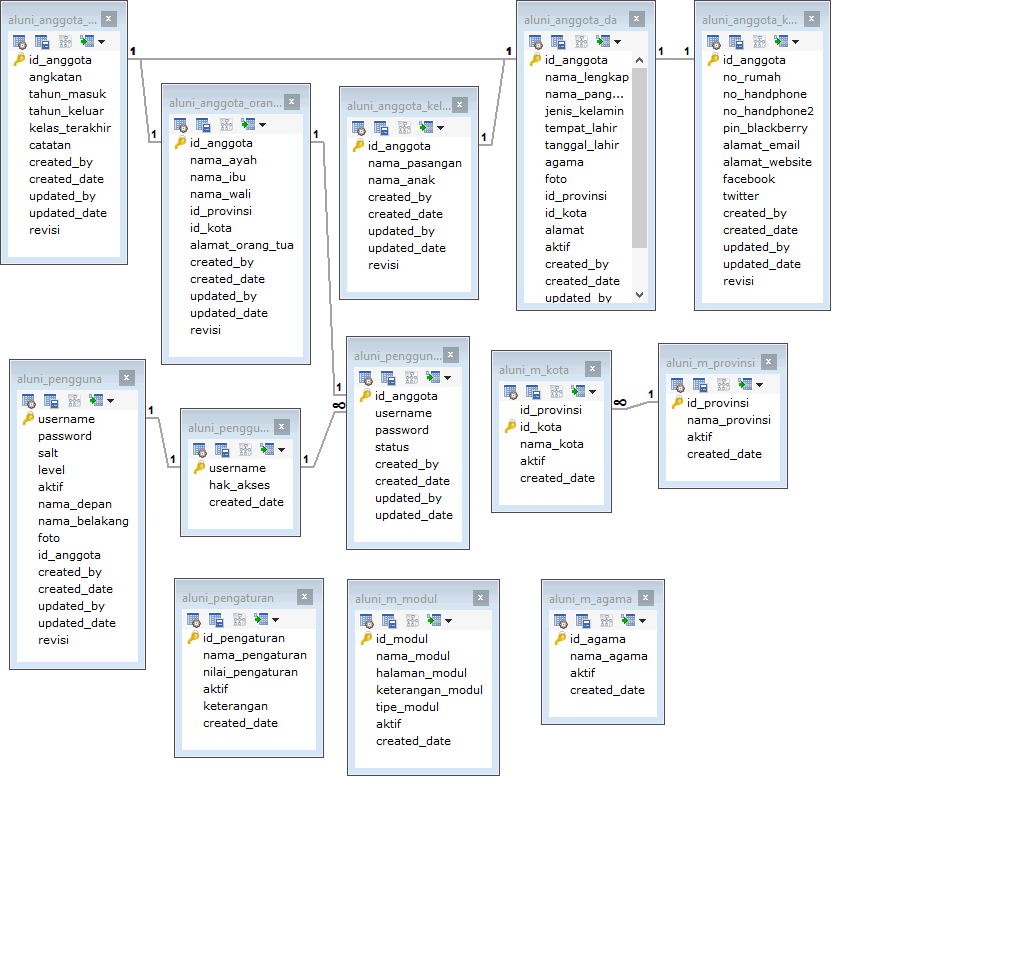 aluni_anggota_...
id_anggota
angkatan
tahun_masuk
tahun_keluar
kelas_terakhir
catatan
created_by
created_date
updated_by
updated_date
revisi
1
1
aluni_anggota_oran...
id_anggota
nama_ayah
nama_ibu
nama_wali
id_provinsi
id_kota
alamat_orang_tua
created_by
created_date
updated_by
updated_date
revisi
1
aluni_anggota_kel...
id_anggota
nama_pasangan
nama_anak
created_by
created_date
updated_by
updated_date
revisi
1
1
aluni_anggota_da
id_anggota
nama_lengkap
nama_pang...
jenis_kelamin
tempat_lahir
tanggal_lahir
agama
foto
id_provinsi
id_kota
alamat
aktif
created_by
created_date
updated_by
1
1
aluni_anggota_k...
id_anggota
no_rumah
no_handphone
no_handphone2
pin_blackberry
alamat_email
alamat_website
facebook
twitter
created_by
created_date
updated_by
updated_date
revisi
aluni_pengguna
username
password
salt
level
aktif
nama_depan
nama_belakang
foto
id_anggota
created_by
created_date
updated_by
updated_date
revisi
1
1
aluni_penggu...
username
hak_akses
created_date
1
1
∞
aluni_penggun...
id_anggota
username
password
status
created_by
created_date
updated_by
updated_date
aluni_m_kota
id_provinsi
id_kota
nama_kota
aktif
created_date
∞
1
aluni_m_provinsi
id_provinsi
nama_provinsi
aktif
created_date
aluni_pengaturan
id_pengaturan
nama_pengaturan
nilai_pengaturan
aktif
keterangan
created_date
aluni_m_modul
id_modul
nama_modul
halaman_modul
keterangan_modul
tipe_modul
aktif
created_date
aluni_m_agama
id_agama
nama_agama
aktif
created_date